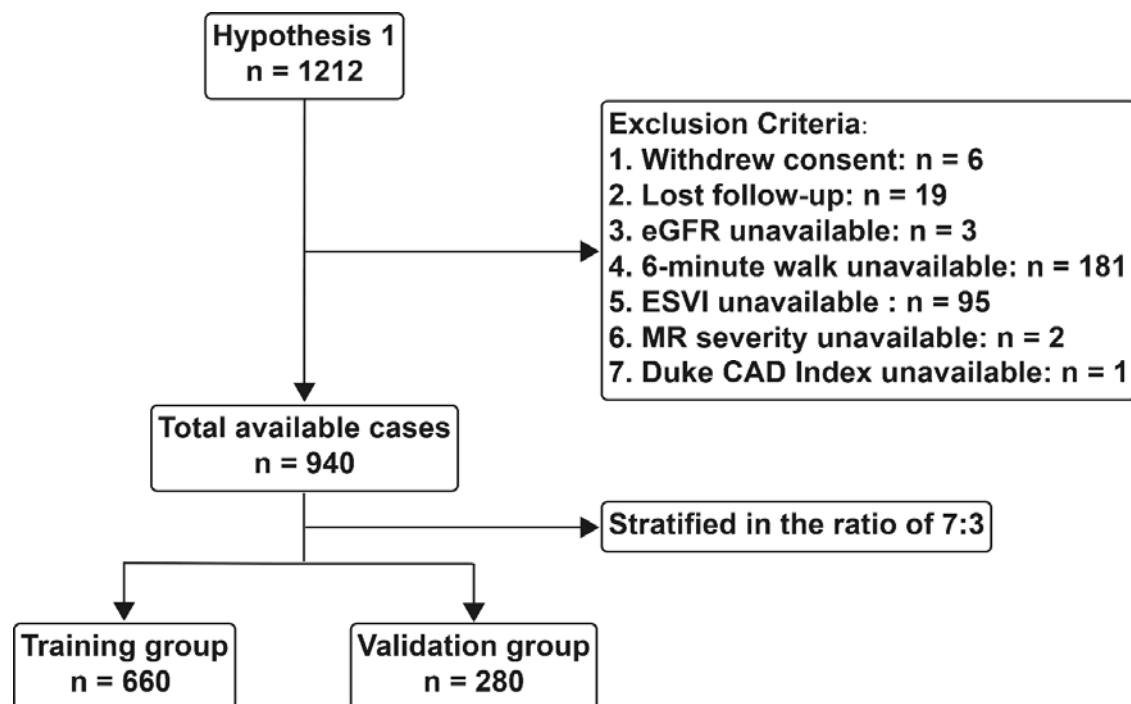 Hypothesis 1
n = 1212
Exclusion Criteria:
1. Withdrew consent: n = 6
2. Lost follow-up: n = 19
3. eGFR unavailable: n = 3
4. 6-minute walk unavailable: n = 181
5. ESVI unavailable : n = 95
6. MR severity unavailable: n = 2
7. Duke CAD Index unavailable: n = 1
Total available cases
n = 940
Stratified in the ratio of 7:3
Training group
n = 660
Validation group
n = 280